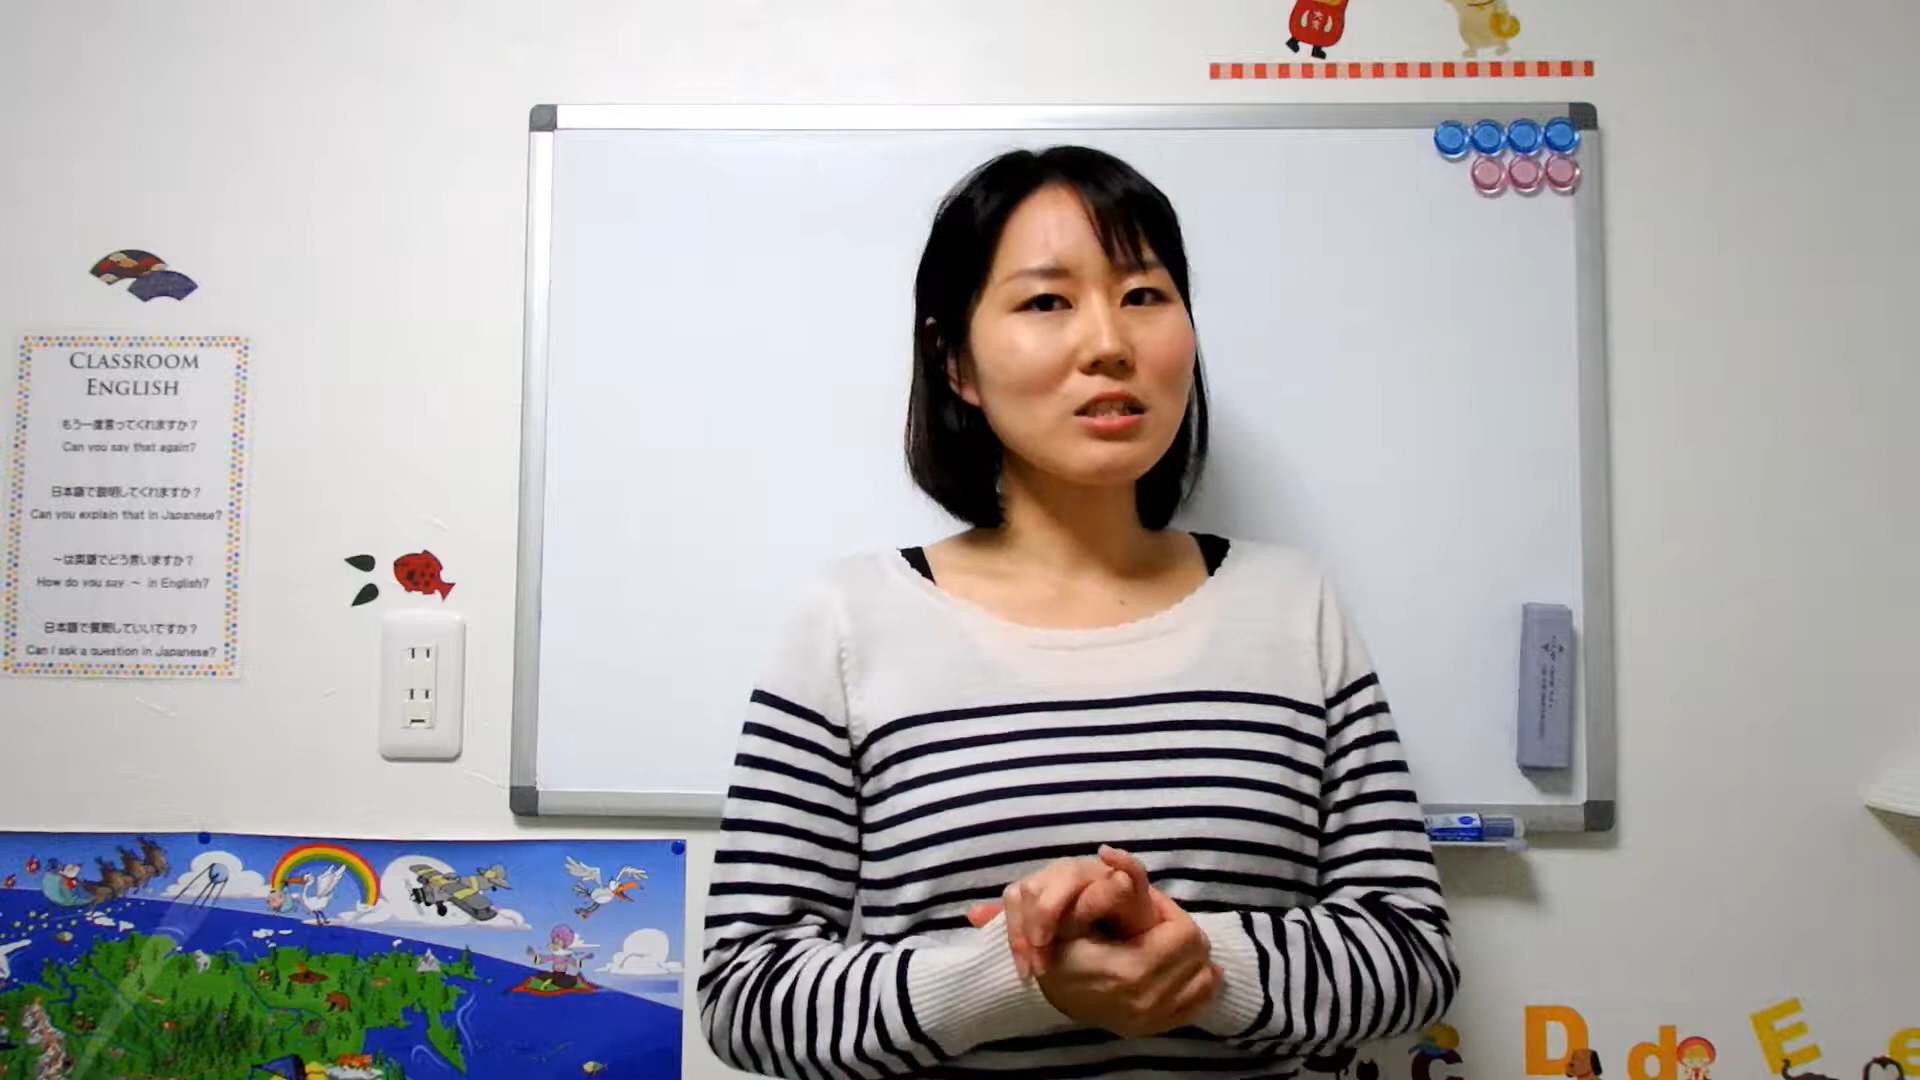 CLASSROOM
ENGLISH
もう一度言ってくれますか？
Can you say that again?
日本語で説明してくれますか？
Can you explain that in Japanese?
～は英語でどう言いますか？
How do you say ～ in English?
日本語で質問していいですか？
Can I ask a question in Japanese?
C D d E e